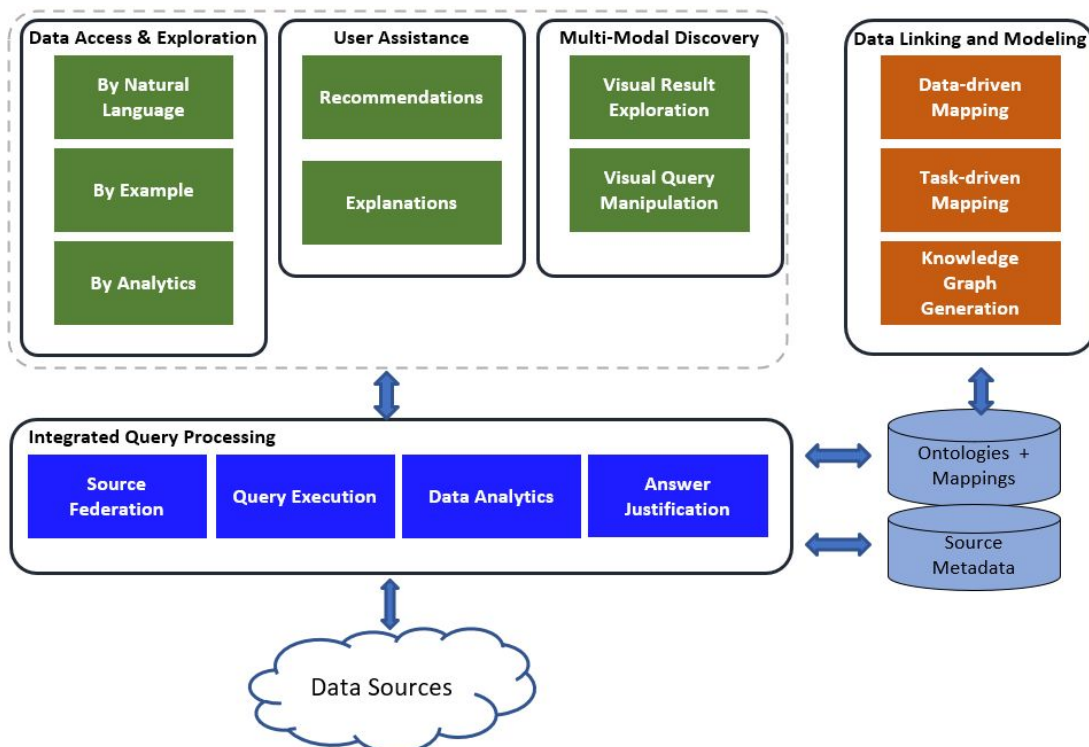 Data Access & Exploration
By Natural
Language
By Example
By Analytics
User Assistance
Recommendations
Explanations
Multi-Modal Discovery
Visual Result
Exploration
Visual Query
Manipulation
Data Linking and Modeling
Data-driven
Mapping
Task-driven
Mapping
Knowledge
Graph
Generation
Integrated Query Processing
Source
Federation
Query Execution
Data Analytics
Answer
Justification
Ontologies +
Mappings
Source
Metadata
Data Sources